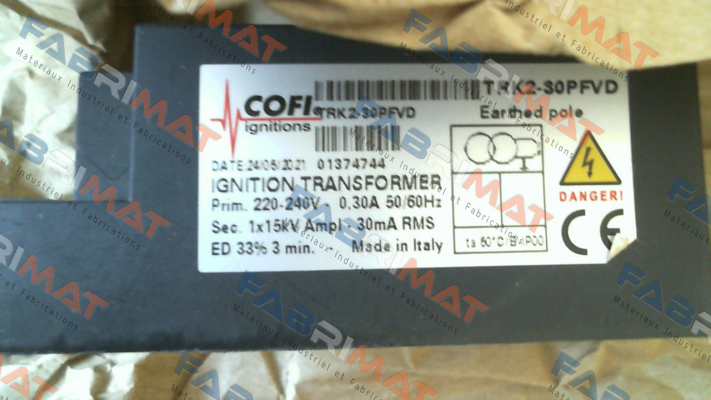 COFI
ignitions
TRK2-30PFVD
TRK2-30PFVD
Earthed pole
DATE:24/05/2021 01374744
IGNITION TRANSFORMER
Prim. 220-240V - 0.30A 50/60Hz
Sec. 1x15kV Ampl - 30mA RMS
ED 33% 3 min. - Made in Italy
ta 60°C
DANGER!
CE
FABRIMAT
Matériel Industriel et Fabrications